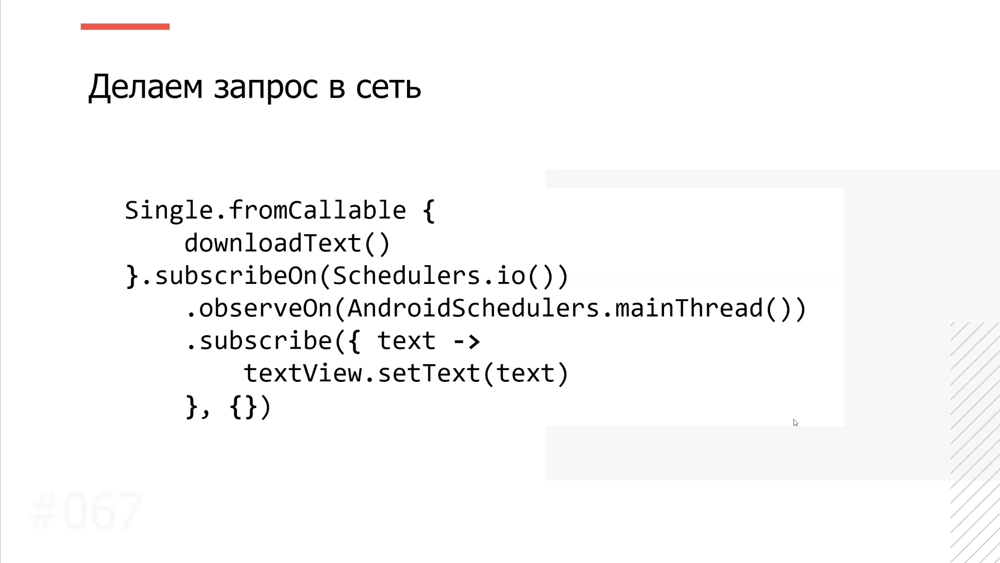 Делаем запрос в сеть
Single.fromCallable {
    downloadText()
}.subscribeOn(Schedulers.io())
    .observeOn(AndroidSchedulers.mainThread())
    .subscribe({ text ->
        textView.setText(text)
    }, {})
#067